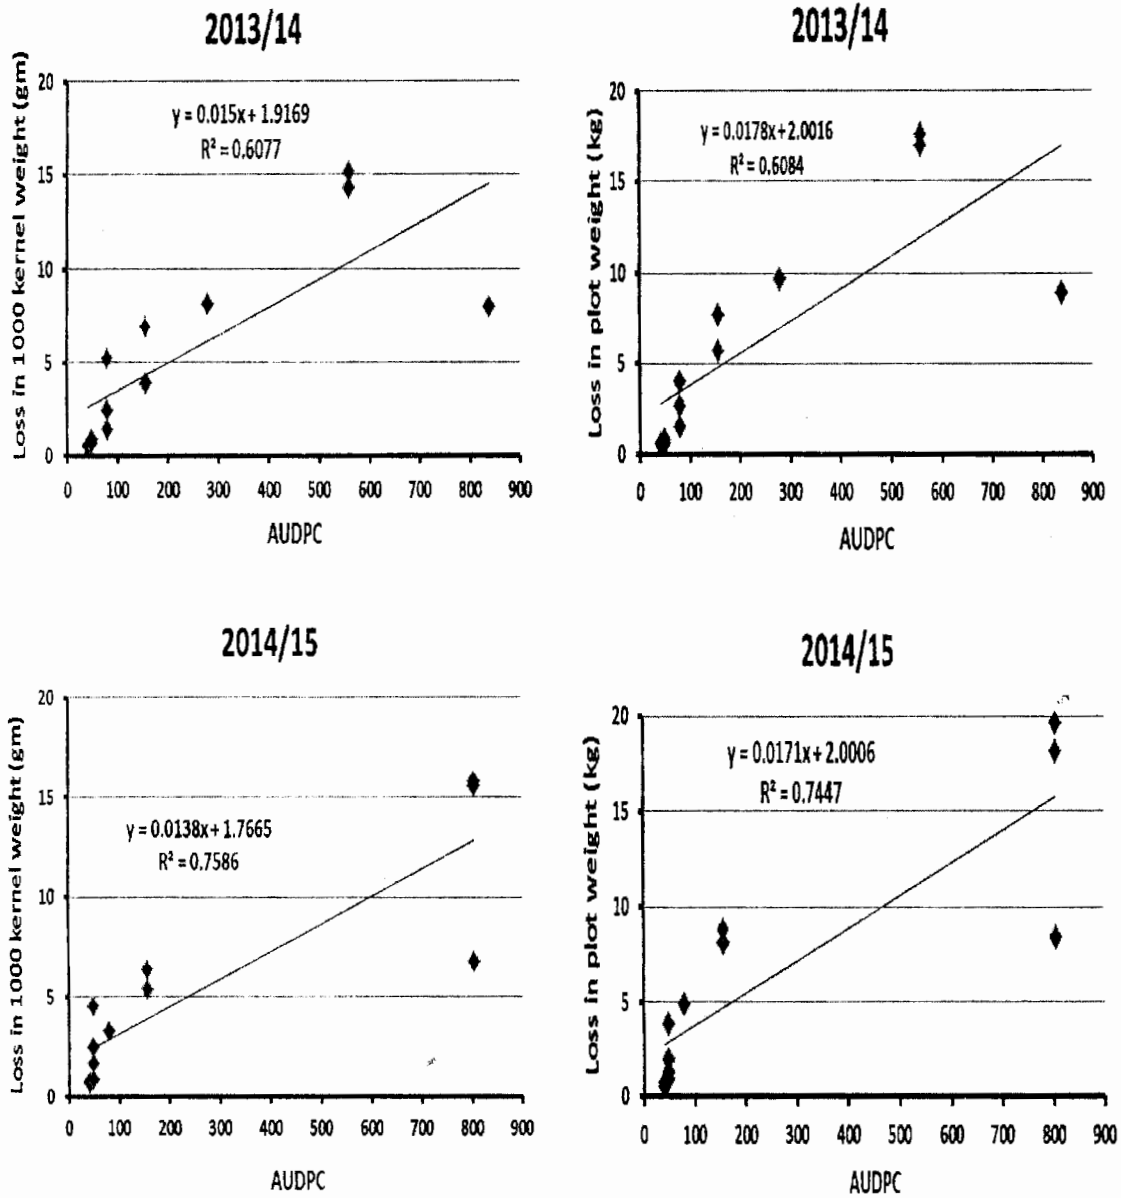 2013/14
Loss in 1000 kernel weight (gm)
20
15
10
5
0
y = 0.015x+ 1.9169
R² = 0.6077
0 100 200 300 400 500 600 700 800 900
AUDPC
2013/14
Loss in plot weight (kg)
20
15
10
5
0
y = 0.0178x+2.0016
R² = 0.6084
0 100 200 300 400 500 600 700 800 900
AUDPC
2014/15
Loss in 1000 kernel weight (gm)
20
15
10
5
0
y = 0.0138x+ 1.7665
R² = 0.7586
0 100 200 300 400 500 600 700 800 900
AUDPC
2014/15
Loss in plot weight (kg)
20
15
10
5
0
y = 0.0171x+ 2.0006
R² = 0.7447
0 100 200 300 400 500 600 700 800 900
AUDPC